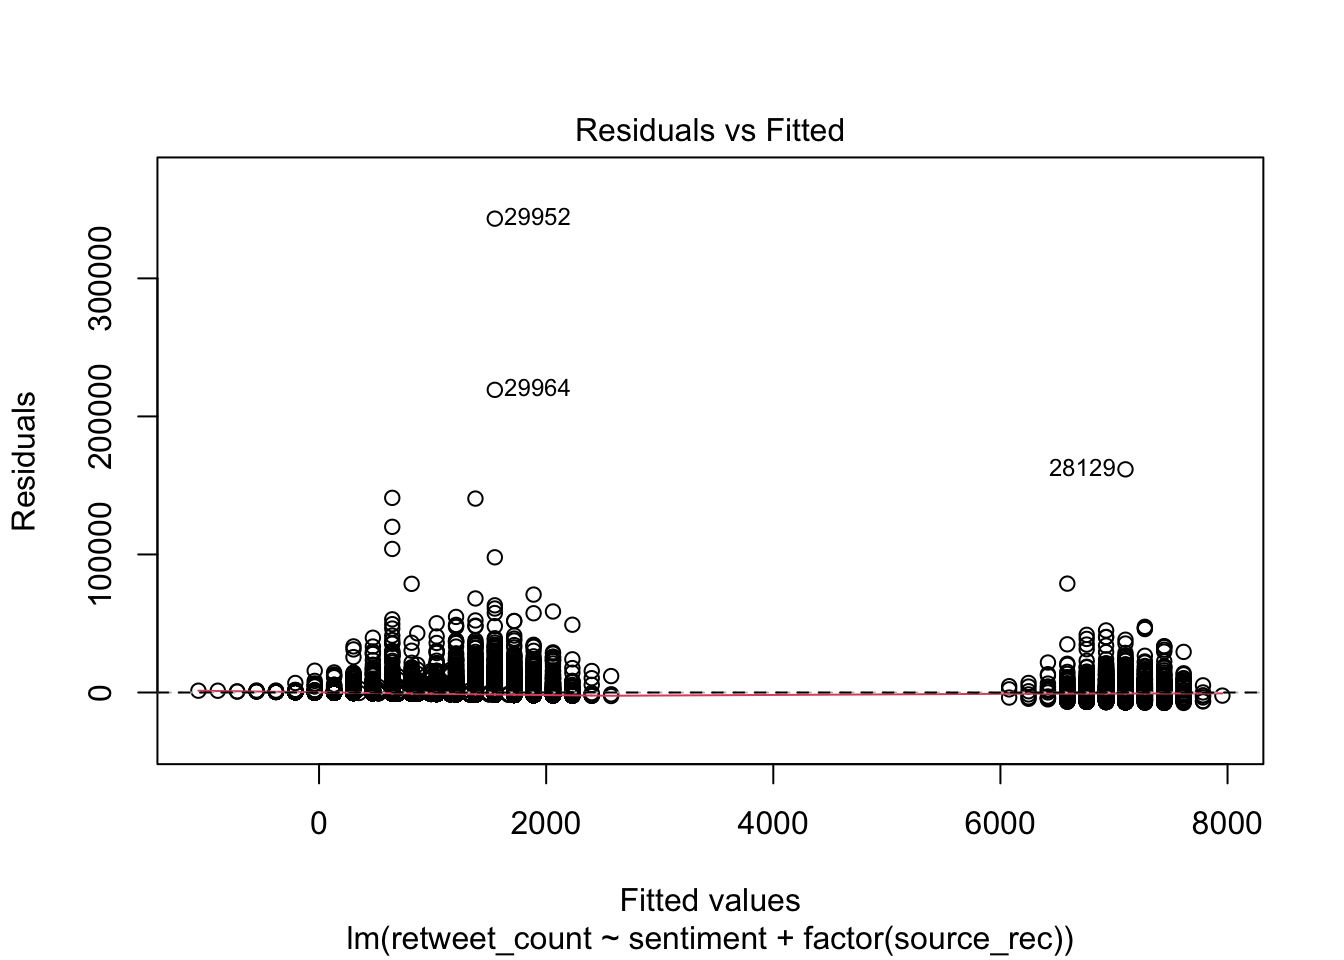 Residuals vs Fitted
Residuals
300000
200000
100000
0
29952
29964
28129
0 2000 4000 6000 8000
Fitted values
lm(retweet_count ~ sentiment + factor(source_rec))